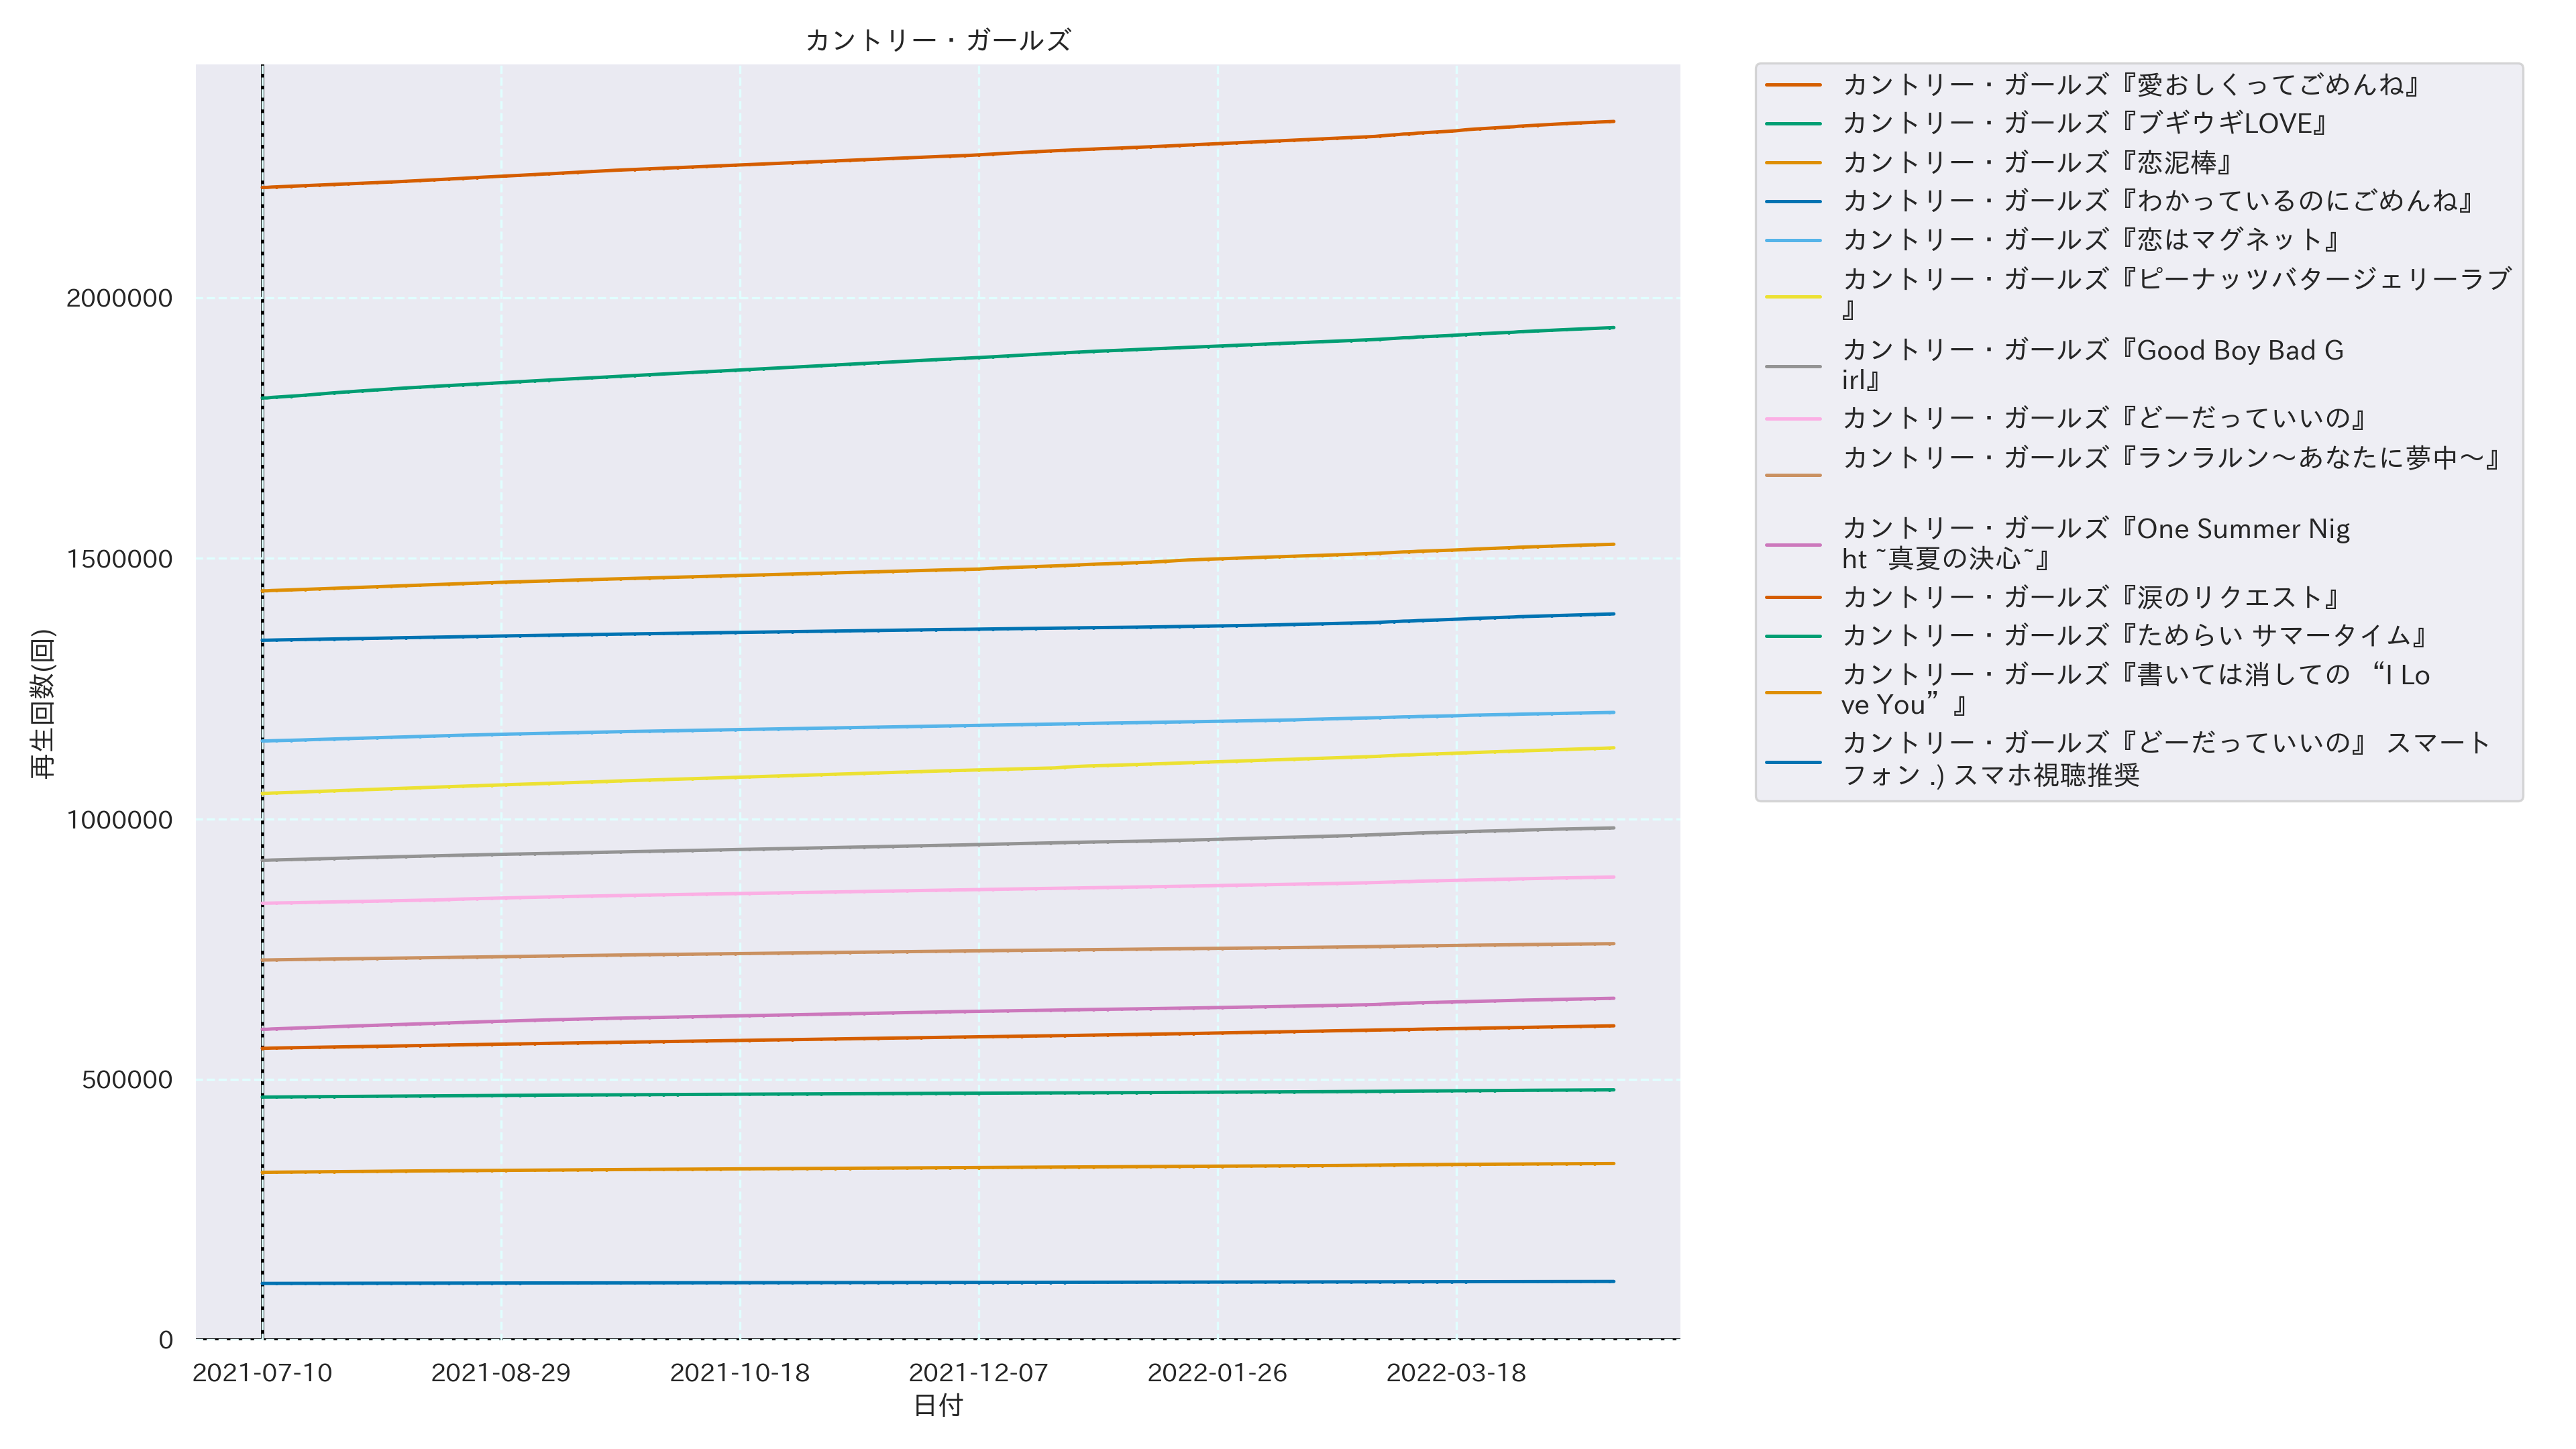 カントリー・ガールズ
再生回数(回)
2000000
1500000
1000000
500000
0
2021-07-10
2021-08-29
2021-10-18
2021-12-07
2022-01-26
2022-03-18
日付
カントリー・ガールズ『愛おしくってごめんね』
カントリー・ガールズ『ブギウギLOVE』
カントリー・ガールズ『恋泥棒』
カントリー・ガールズ『わかっているのにごめんね』
カントリー・ガールズ『恋はマグネット』
カントリー・ガールズ『ピーナッツバタージェリーラブ
』
カントリー・ガールズ『Good Boy Bad G
irl』
カントリー・ガールズ『どーだっていいの』
カントリー・ガールズ『ランラルン〜あなたに夢中〜』
カントリー・ガールズ『One Summer Nig
ht ~真夏の決心~』
カントリー・ガールズ『涙のリクエスト』
カントリー・ガールズ『ためらい サマータイム』
カントリー・ガールズ『書いては消しての “I Lo
ve You” 』
カントリー・ガールズ『どーだっていいの』 スマート
フォン .) スマホ視聴推奨